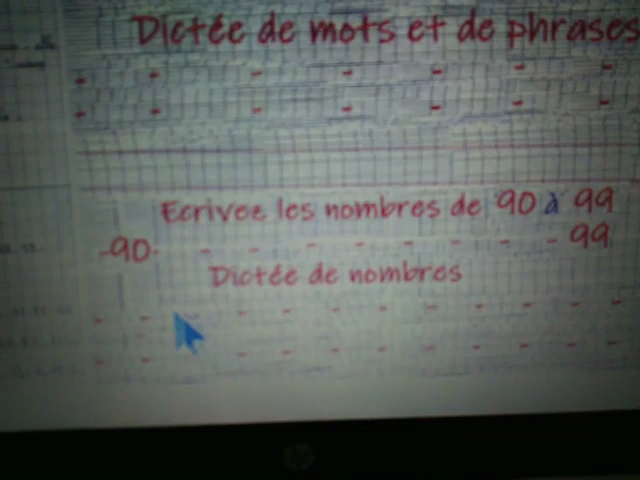 Dictée de mots et de phrases
- - - - - - -
- - - - - - -
Ecrivez les nombres de 90 à 99
-90- - - - - - - - - 99
Dictée de nombres
- - - - - - - - - - -
- - - - - - - - - -